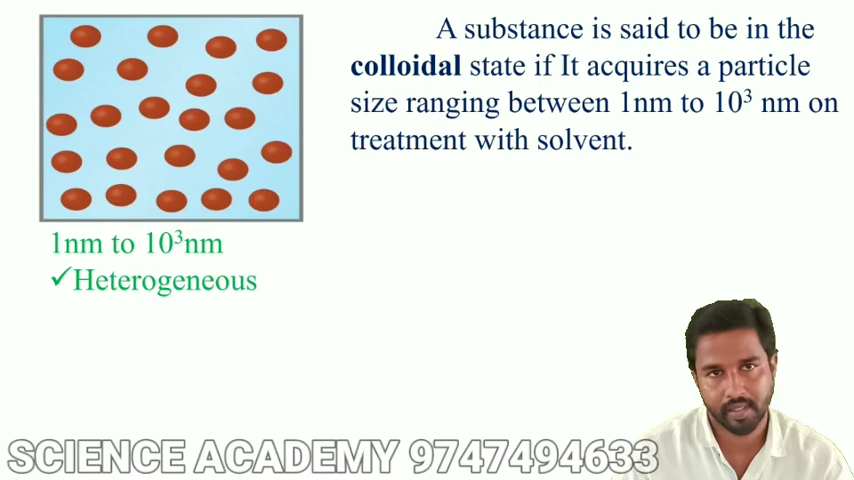 A substance is said to be in the
colloidal state if It acquires a particle
size ranging between 1nm to 10³ nm on
treatment with solvent.
1nm to 10³nm
✓Heterogeneous
SCIENCE ACADEMY 9747494633